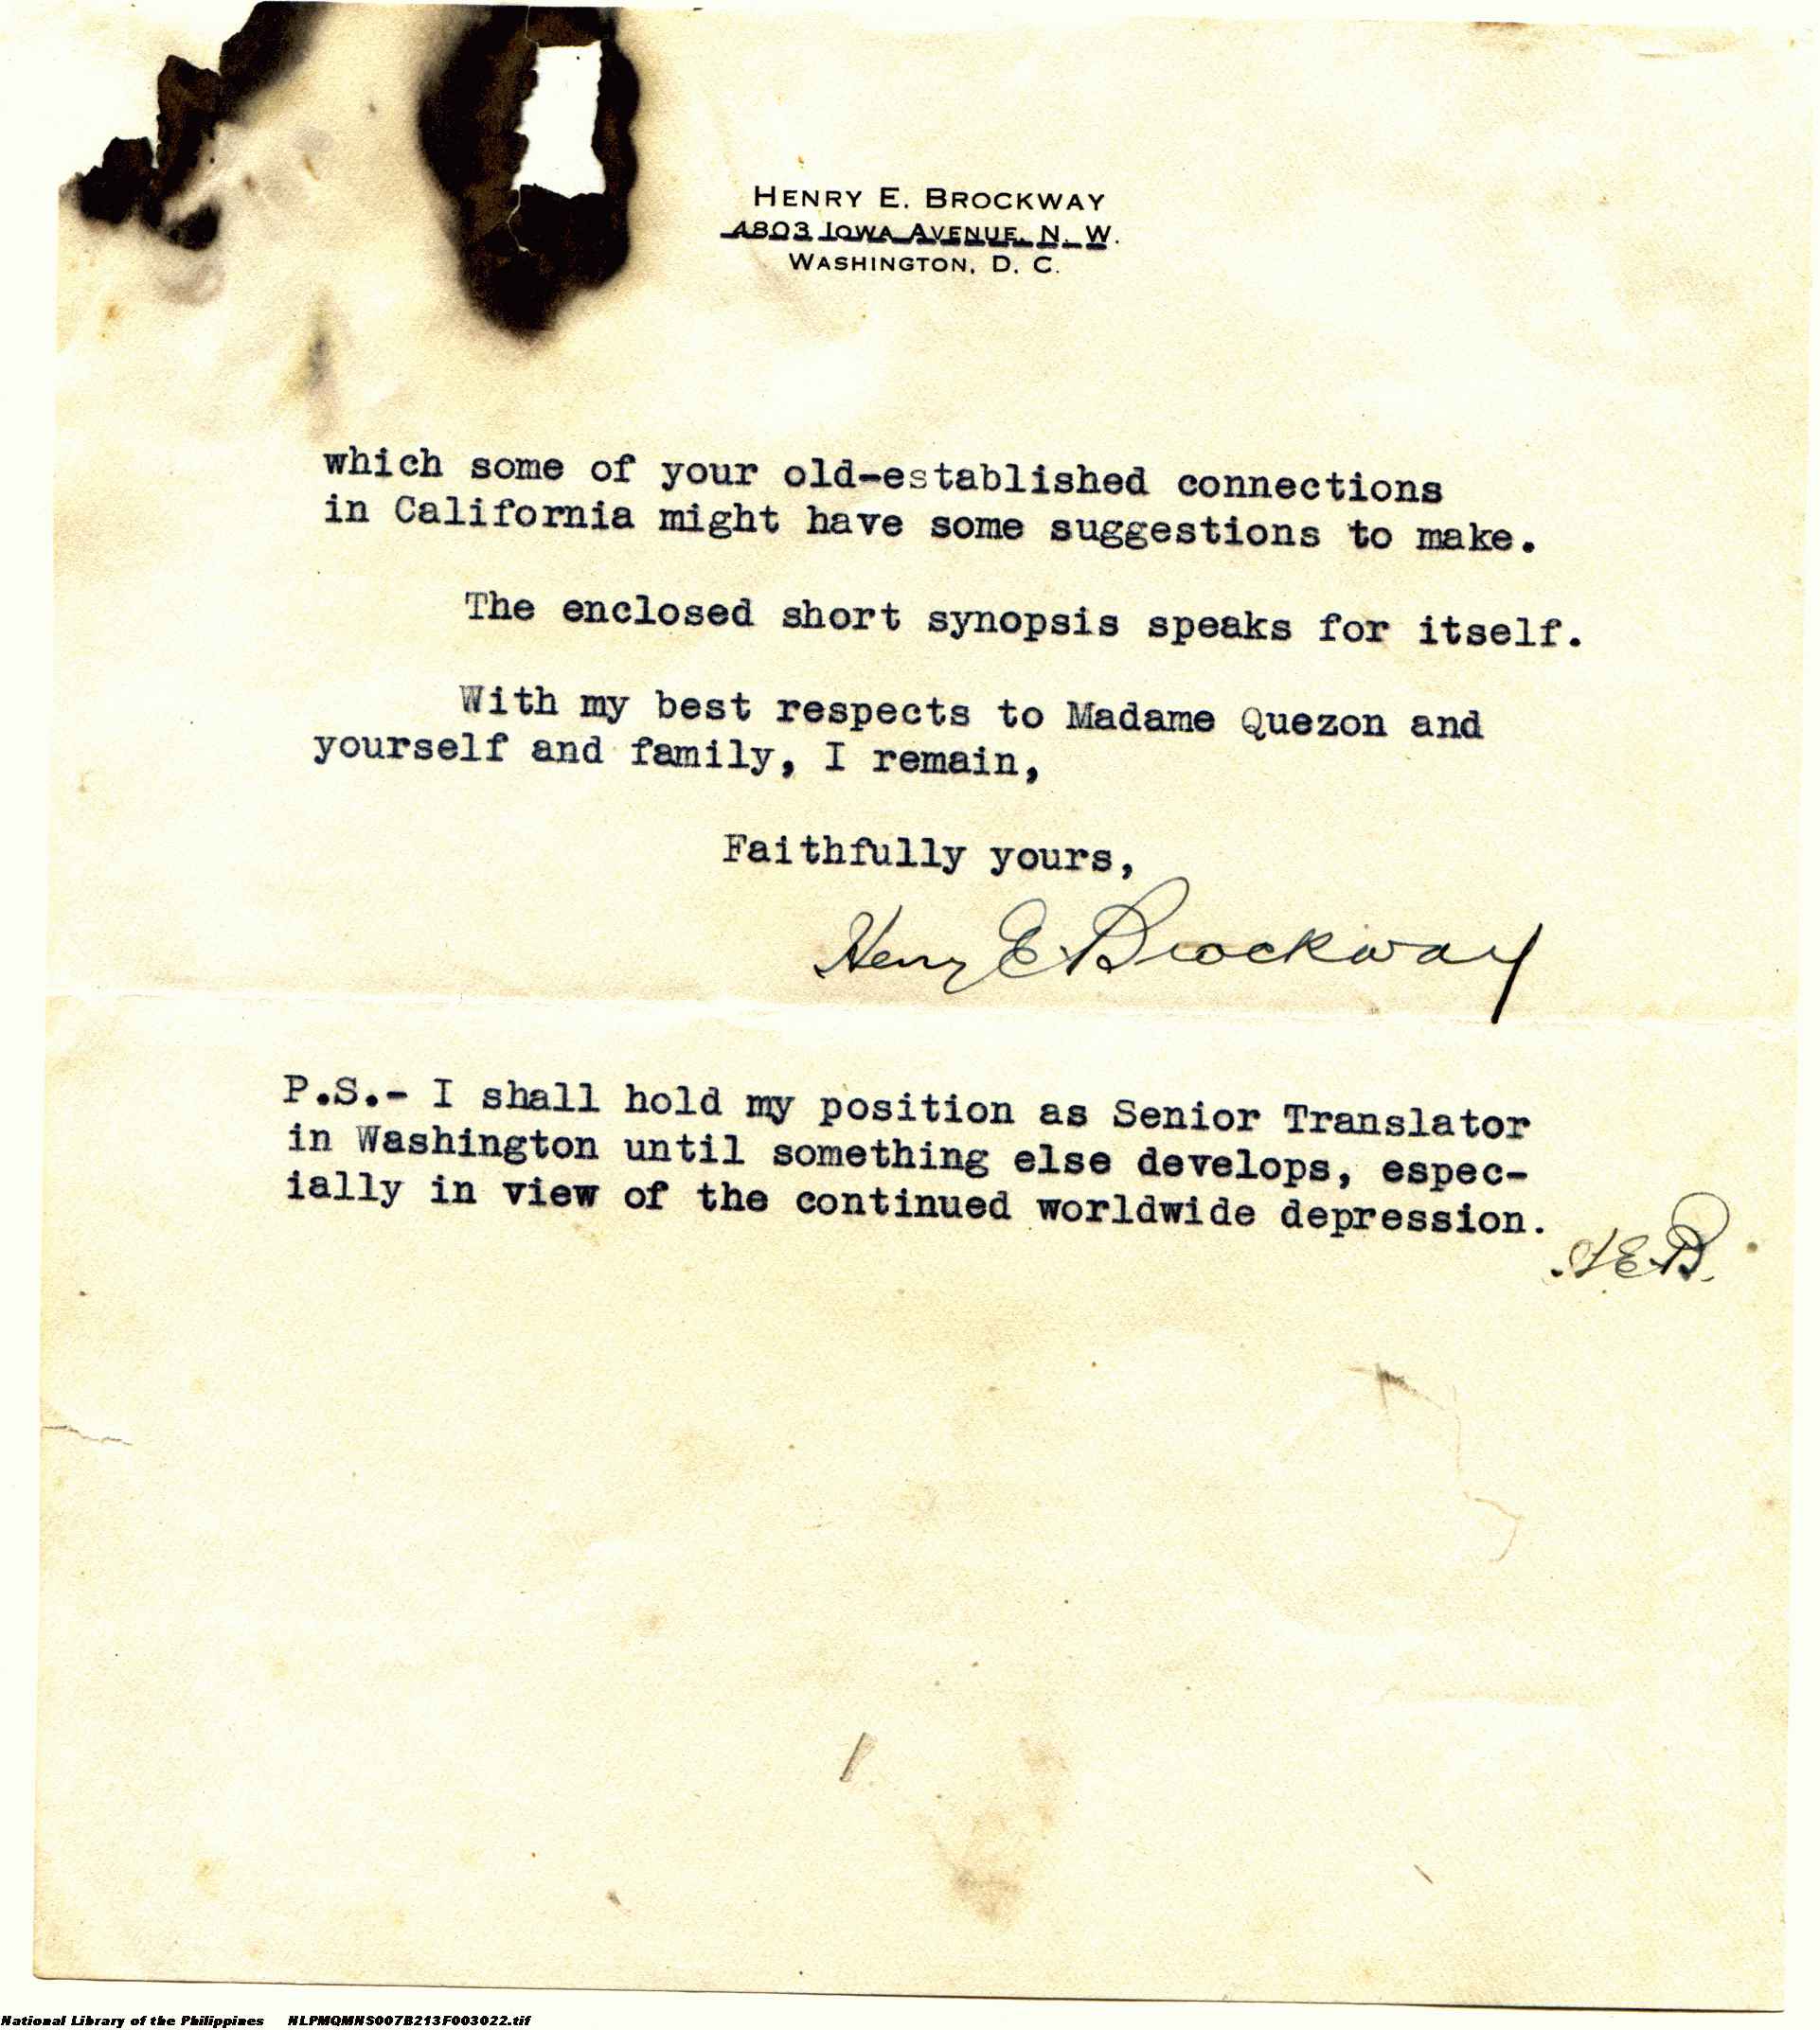 HENRY E. BROCKWAY
4803 IOWA AVENUE, N. W.
WASHINGTON, D. C.
which some of your old-established connections
in California might have some suggestions to make.
The enclosed short synopsis speaks for itself.
With my best respects to Madame Quezon and
yourself and family, I remain,
Faithfully yours,
Henry E Brockway
P.S.- I shall hold my position as Senior Translator
in Washington until something else develops, espec-
ially in view of the continued worldwide depression.
H E B.
National Library of the Philippines NLPMQMNS007B213F003022.tif